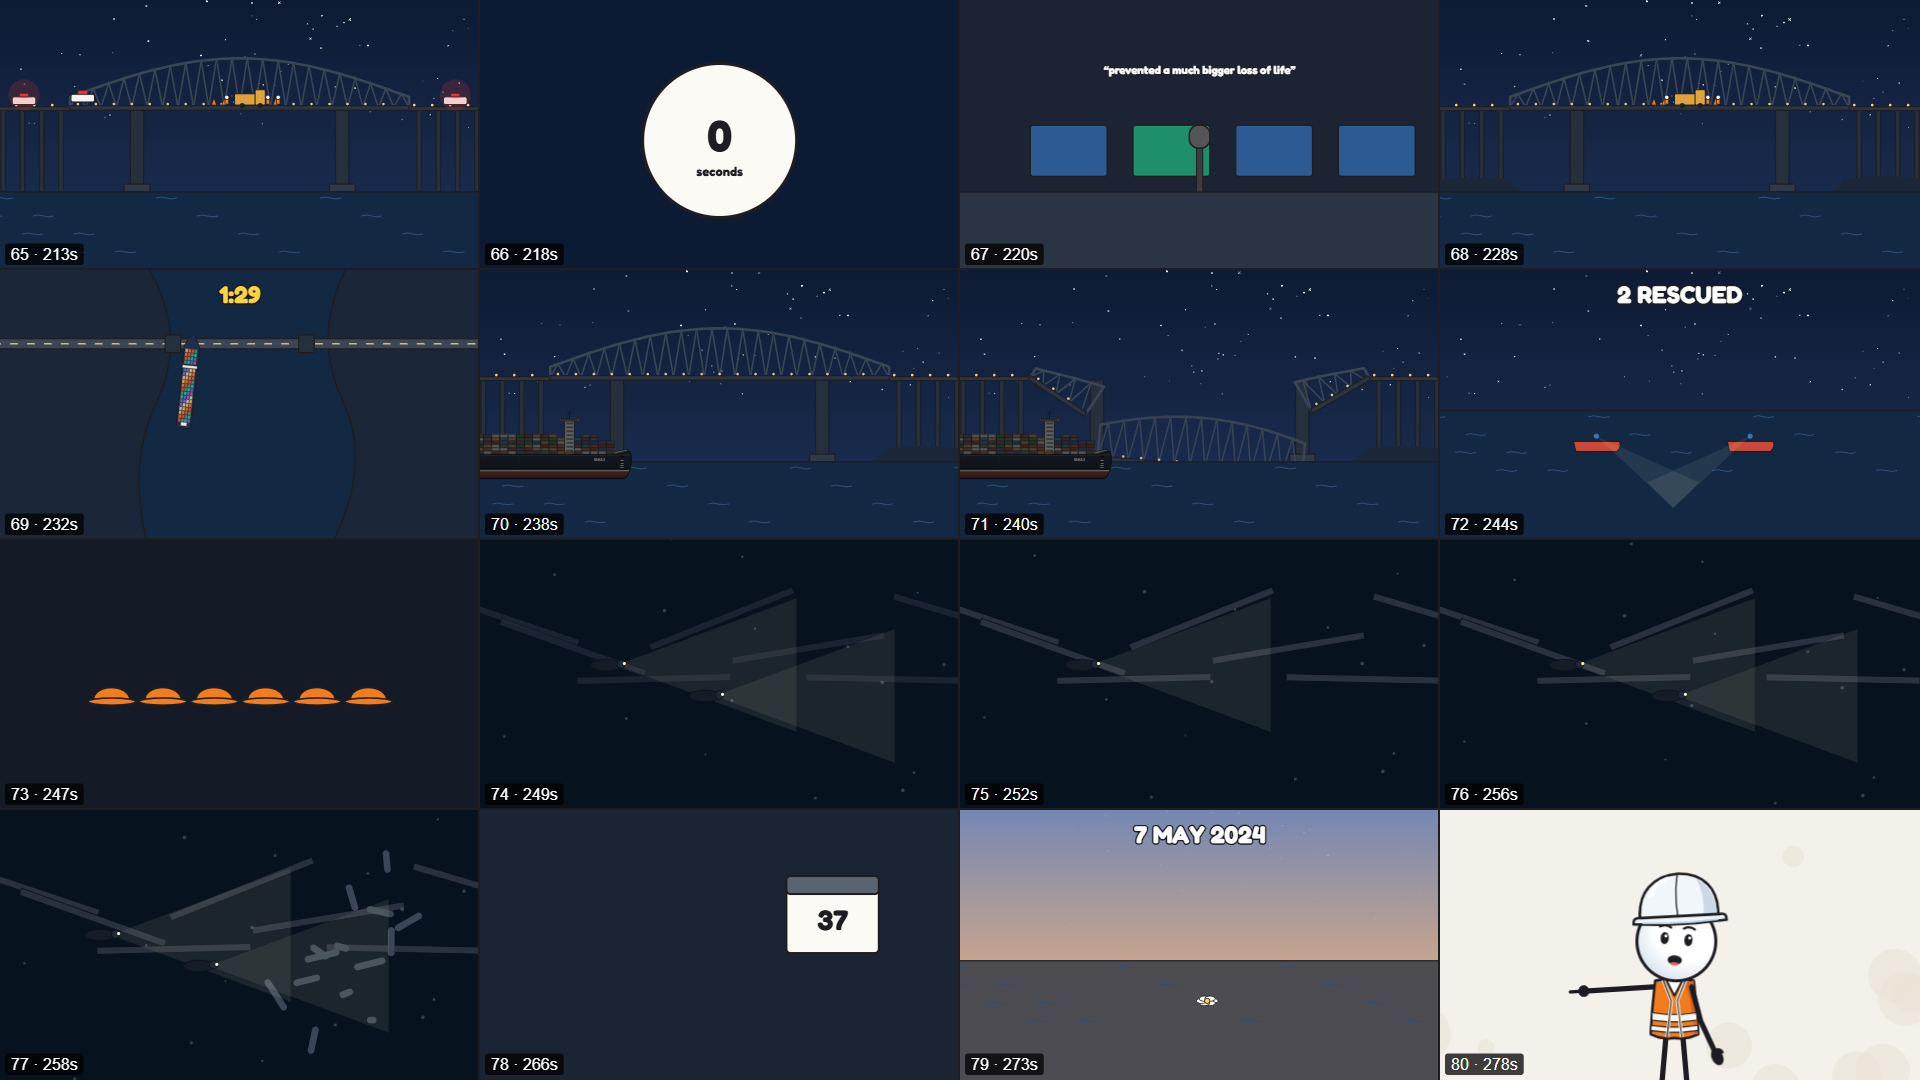 65 · 213s
0
seconds
66 · 218s
“prevented a much bigger loss of life”
67 · 220s
68 · 228s
1:29
69 · 232s
70 · 238s
71 · 240s
2 RESCUED
72 · 244s
73 · 247s
74 · 249s
75 · 252s
76 · 256s
77 · 258s
37
78 · 266s
7 MAY 2024
79 · 273s
80 · 278s